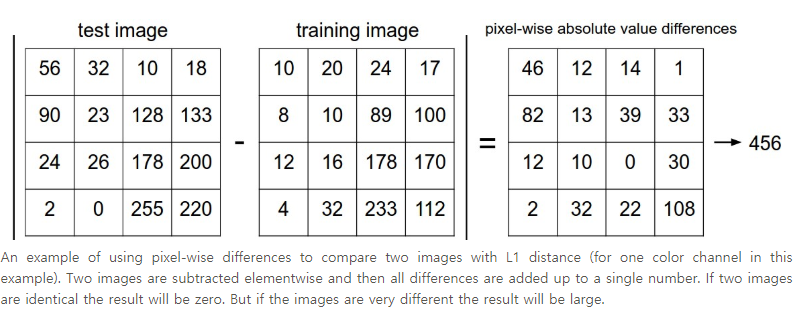 test image training image pixel-wise absolute value differences
56 32 10 18 10 20 24 17 46 12 14 1
90 23 128 133 8 10 89 100 82 13 39 33
- = → 456
24 26 178 200 12 16 178 170 12 10 0 30
2 0 255 220 4 32 233 112 2 32 22 108
An example of using pixel-wise differences to compare two images with L1 distance (for one color channel in this
example). Two images are subtracted elementwise and then all differences are added up to a single number. If two images
are identical the result will be zero. But if the images are very different the result will be large.